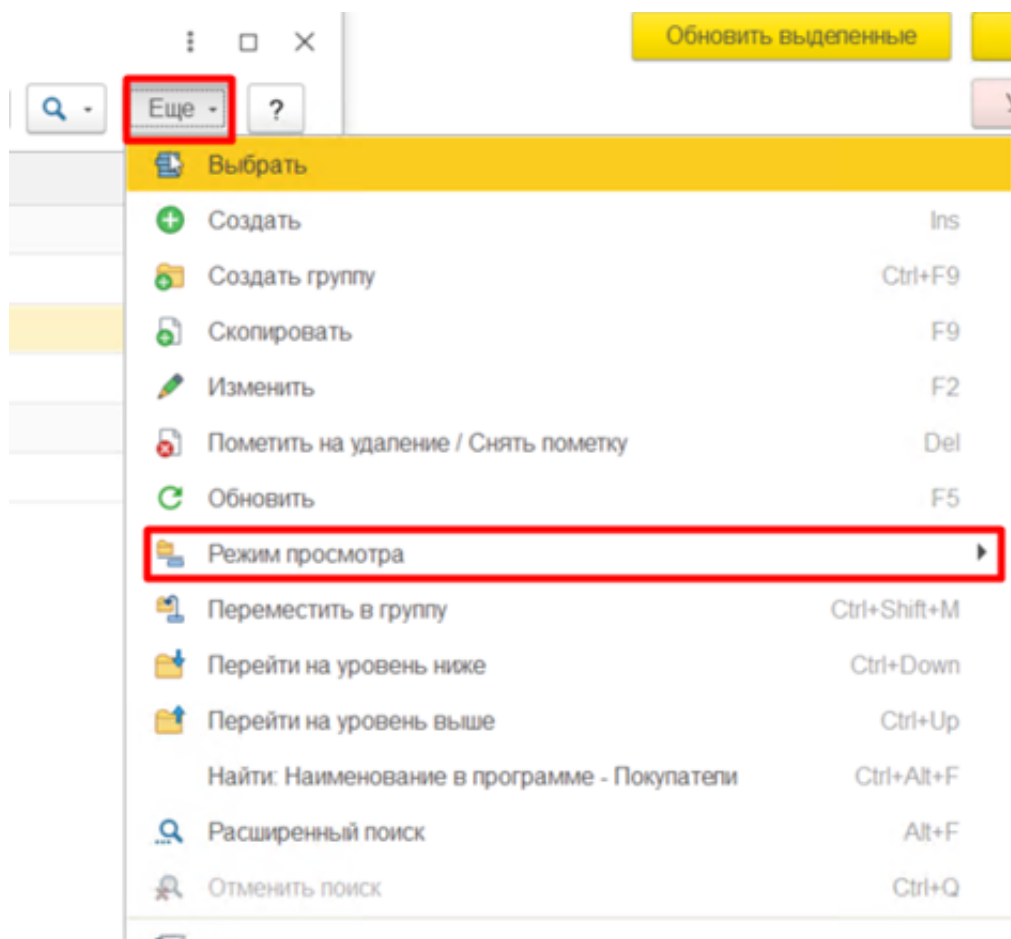 Обновить выделенные
Еще
?
Выбрать
Создать Ins
Создать группу Ctrl+F9
Скопировать F9
Изменить F2
Пометить на удаление / Снять пометку Del
Обновить F5
Режим просмотра
Переместить в группу Ctrl+Shift+M
Перейти на уровень ниже Ctrl+Down
Перейти на уровень выше Ctrl+Up
Найти: Наименование в программе - Покупатели Ctrl+Alt+F
Расширенный поиск Alt+F
Отменить поиск Ctrl+Q